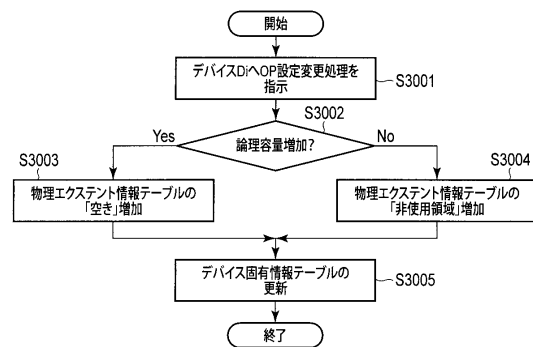 開始
デバイスDiへOP設定変更処理を
指示
S3001
S3002
論理容量増加?
Yes
No
S3003
物理エクステント情報テーブルの
「空き」増加
S3004
物理エクステント情報テーブルの
「非使用領域」増加
デバイス固有情報テーブルの
更新
S3005
終了